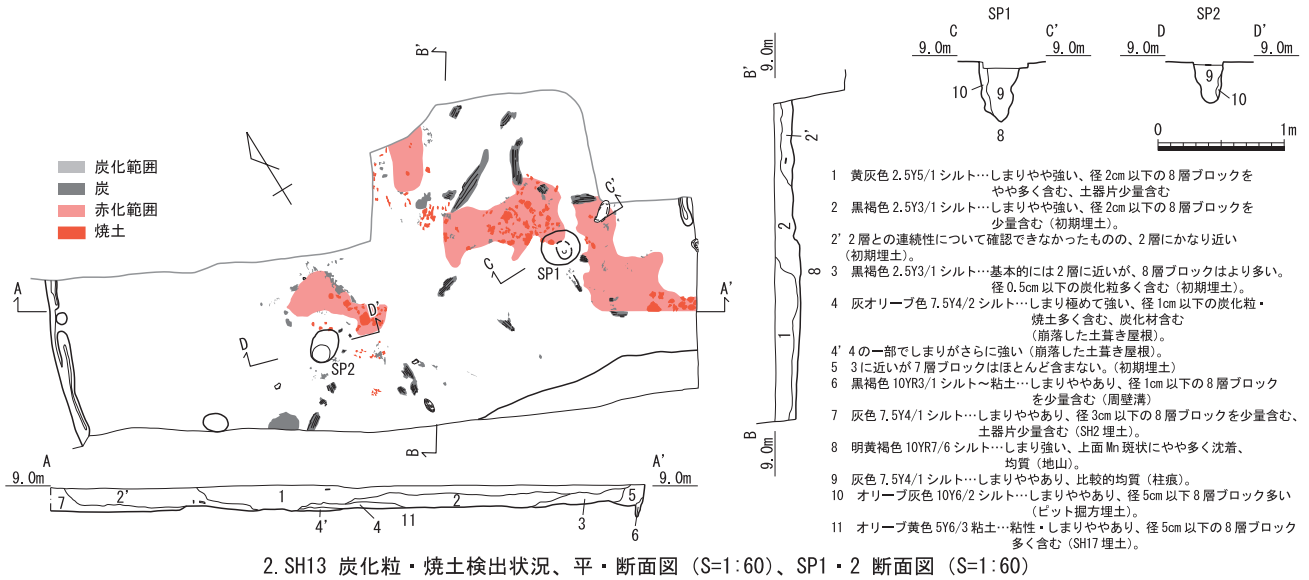 SP1
SP2
C
C'
D
D'
9.0m
9.0m
9.0m
9.0m
9
10
8
9
10
0
1m
B'
B'
9.0m
2'
2
8
1
B
9.0m
炭化範囲
炭
赤化範囲
焼土
C'
C
SP1
A
A'
D'
D
SP2
B
A
A'
9.0m
9.0m
7
2'
1
2
5
4'
4
11
3
6
1 黄灰色 2.5Y5/1 シルト…しまりやや強い、径 2cm 以下の 8 層ブロックを
やや多く含む、土器片少量含む
2 黒褐色 2.5Y3/1 シルト…しまりやや強い、径 2cm 以下の 8 層ブロックを
少量含む（初期埋土）
2' 2 層との連続性について確認できなかったものの、2 層にかなり近い
（初期埋土）。
3 黒褐色 2.5Y3/1 シルト…基本的には 2 層に近いが、8 層ブロックはより多い。
径 0.5cm 以下の炭化粒多く含む（初期埋土）。
4 灰オリーブ色 7.5Y4/2 シルト…しまり極めて強い、径 1cm 以下の炭化粒・
焼土多く含む、炭化材含む
（崩落した土葺き屋根）
4' 4 の一部でしまりがさらに強い（崩落した土葺き屋根）。
5 3 に近いが 7 層ブロックはほとんど含まない。（初期埋土）
6 黒褐色 10YR3/1 シルト～粘土…しまりややあり、径 1cm 以下の 8 層ブロック
を少量含む（周壁溝）
7 灰色 7.5Y4/1 シルト…しまりややあり、径 3cm 以下の 8 層ブロックを少量含む、
土器片少量含む（SH2 埋土）。
8 明黄褐色 10YR7/6 シルト…しまり強い、上面 Mn 斑状にやや多く沈着、
均質（地山）。
9 灰色 7.5Y4/1 シルト…しまりややあり、比較的均質（柱痕）。
10 オリーブ灰色 10Y6/2 シルト…しまりややあり、径 5cm 以下 8 層ブロック多い
（ピット掘方埋土）。
11 オリーブ黄色 5Y6/3 粘土…粘性・しまりややあり、径 5cm 以下の 8 層ブロック
多く含む（SH17 埋土）。
2. SH13 炭化粒・焼土検出状況、平・断面図（S=1:60）、SP1・2 断面図（S=1:60）